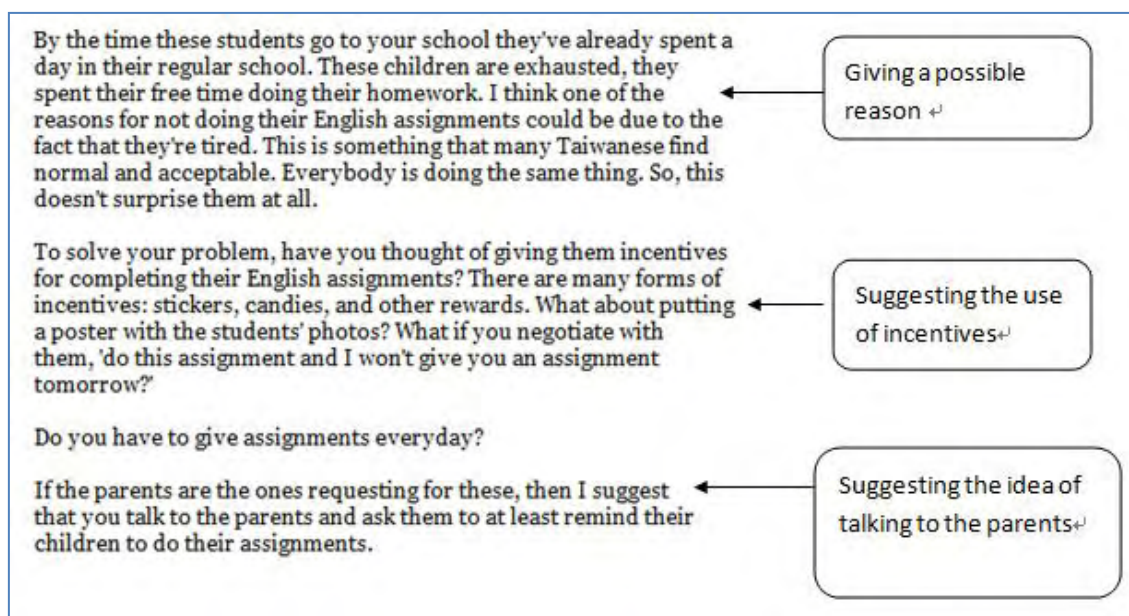 By the time these students go to your school they've already spent a
day in their regular school. These children are exhausted, they
spent their free time doing their homework. I think one of the
reasons for not doing their English assignments could be due to the
fact that they're tired. This is something that many Taiwanese find
normal and acceptable. Everybody is doing the same thing. So, this
doesn't surprise them at all.
Giving a possible
reason ↵
To solve your problem, have you thought of giving them incentives
for completing their English assignments? There are many forms of
incentives: stickers, candies, and other rewards. What about putting
a poster with the students' photos? What if you negotiate with
them, 'do this assignment and I won't give you an assignment
tomorrow?'
Suggesting the use
of incentives↵
Do you have to give assignments everyday?
If the parents are the ones requesting for these, then I suggest
that you talk to the parents and ask them to at least remind their
children to do their assignments.
Suggesting the idea of
talking to the parents↵